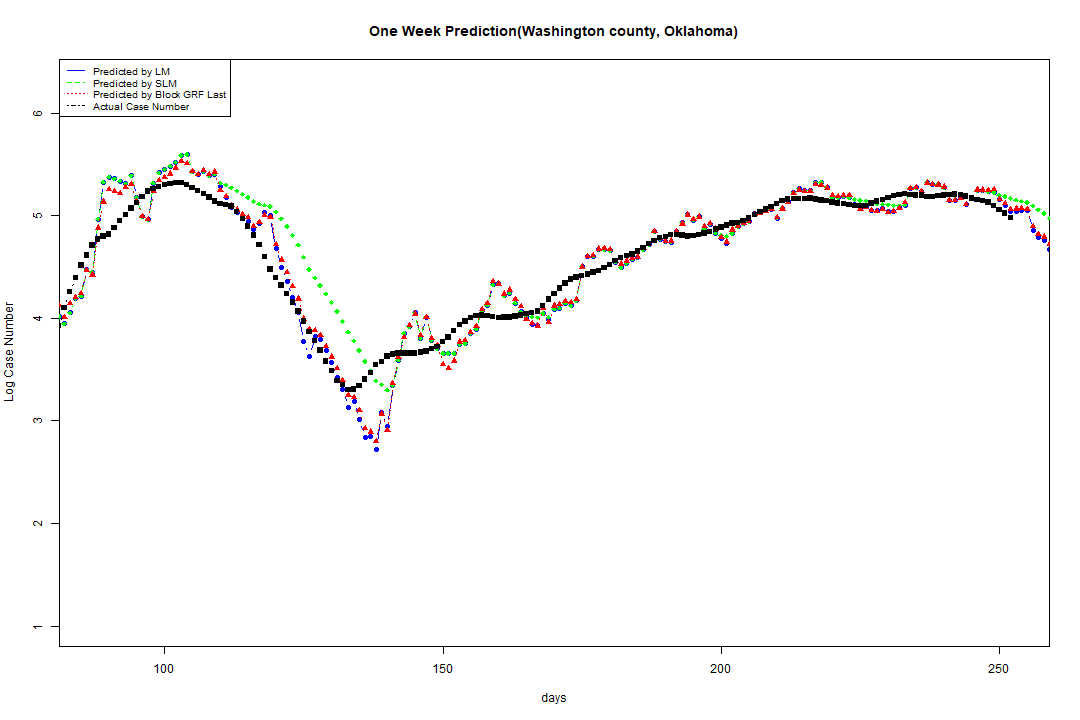 One Week Prediction(Washington county, Oklahoma)
Predicted by LM
Predicted by SLM
Predicted by Block GRF Last
Actual Case Number
Log Case Number
6
5
4
3
2
1
100 150 200 250
days